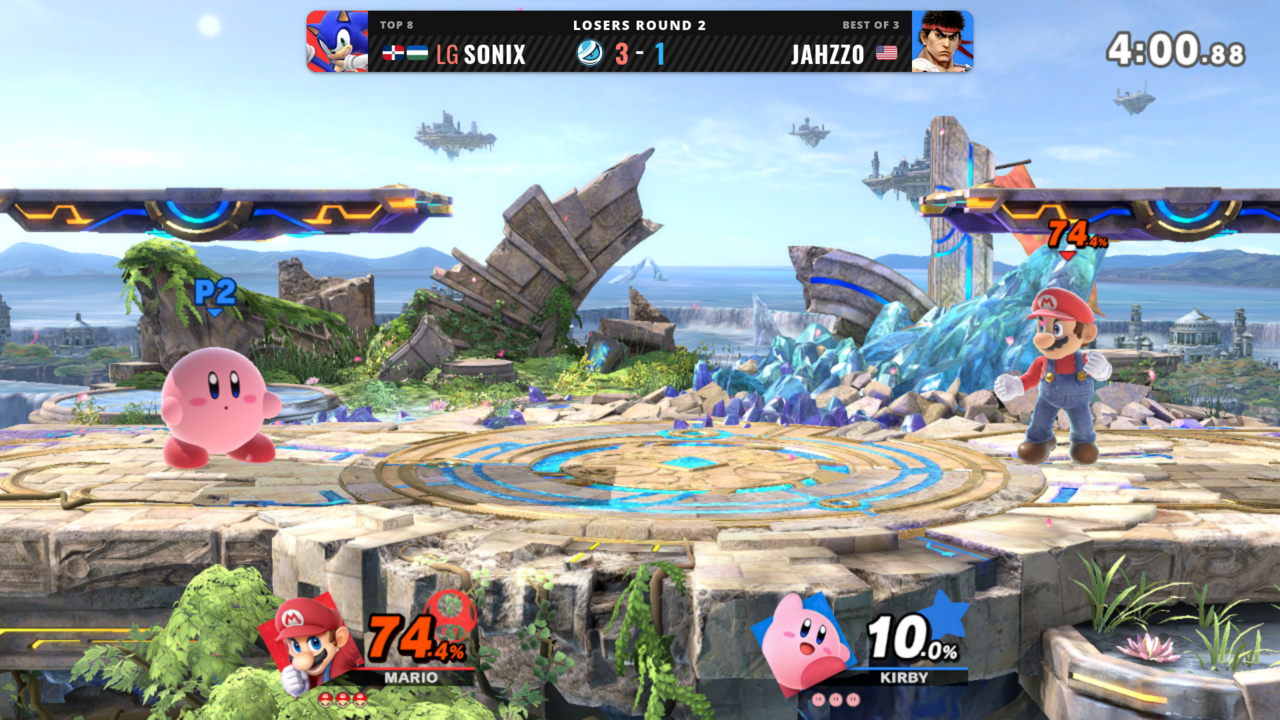 TOP 8
LOSERS ROUND 2
BEST OF 3
LG SONIX
3 - 1
JAHZZO
4:00.88
74.4%
P2
74.4%
MARIO
10.0%
KIRBY